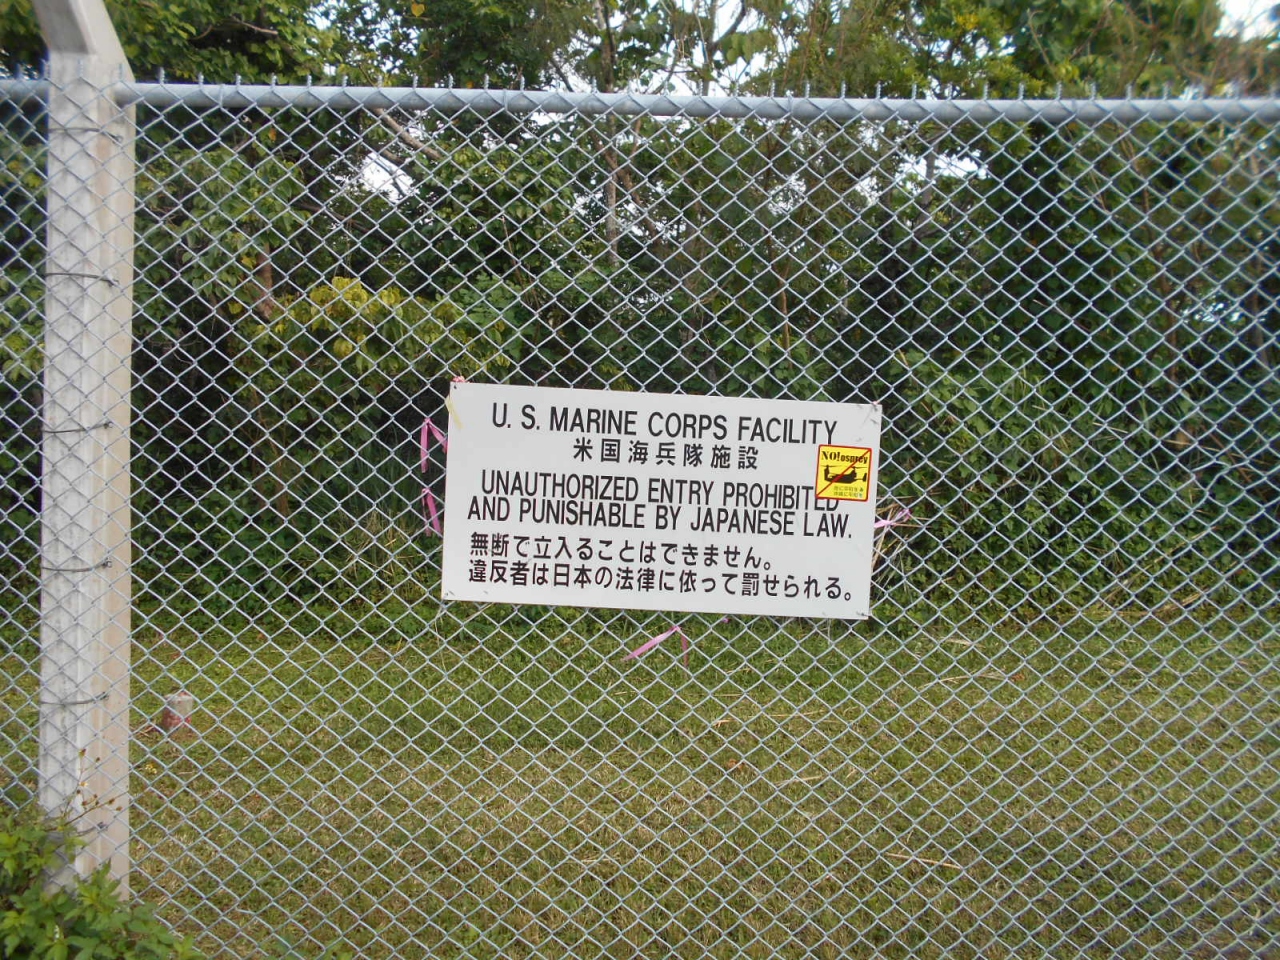 U. S. MARINE CORPS FACILITY
米国海兵隊施設
NO! osprey
UNAUTHORIZED ENTRY PROHIBITED
AND PUNISHABLE BY JAPANESE LAW.
無断で立入ることはできません。
違反者は日本の法律に依って罰せられる。